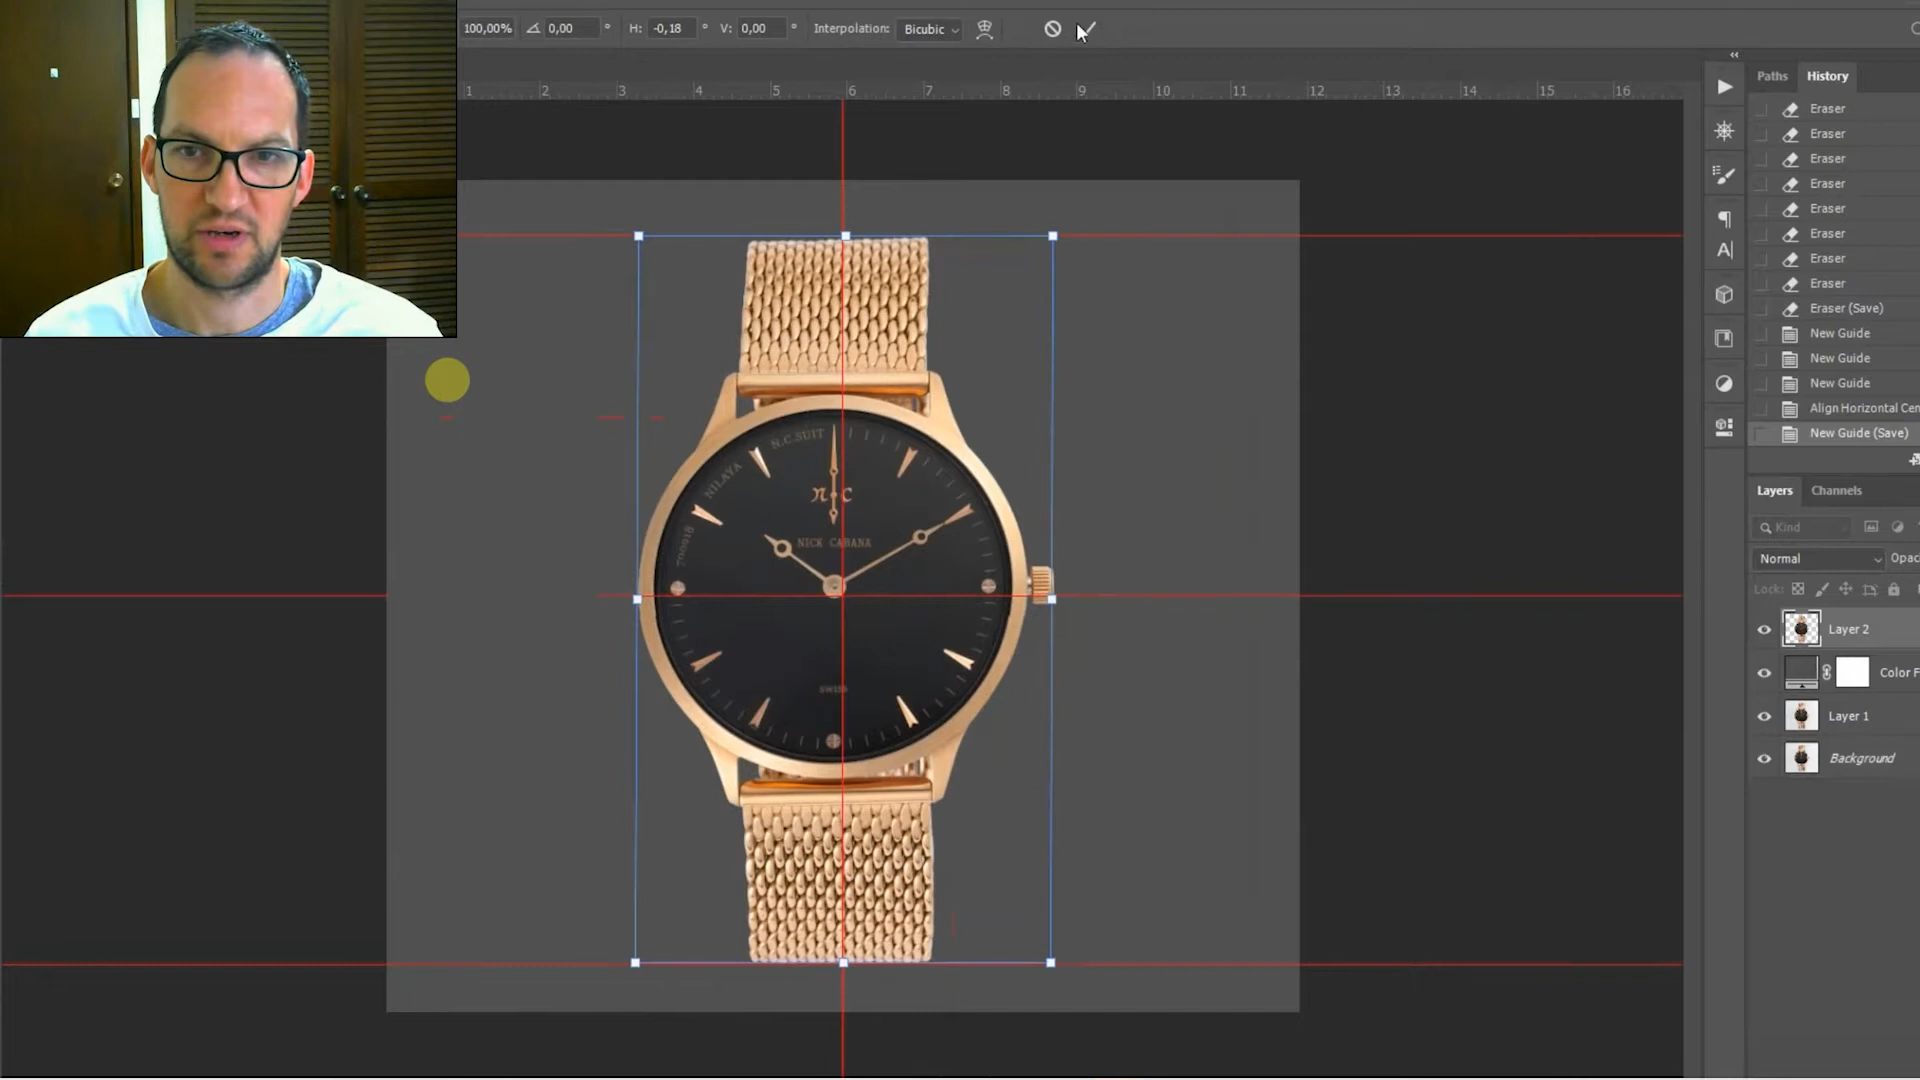 100,00% 0,00 ° H: -0,18 ° V: 0,00 ° Interpolation: Bicubic
1 2 3 4 5 6 7 8 9 10 11 12 13 14 15 16
Paths History
Eraser
Eraser
Eraser
Eraser
Eraser
Eraser
Eraser
Eraser
Eraser (Save)
New Guide
New Guide
New Guide
Align Horizontal Cen
New Guide (Save)
Layers Channels
Kind
Normal Opac
Lock:
Layer 2
Color F
Layer 1
Background
700918 NILAYA N.C.SUIT
n C
NICK CABANA
SWISS